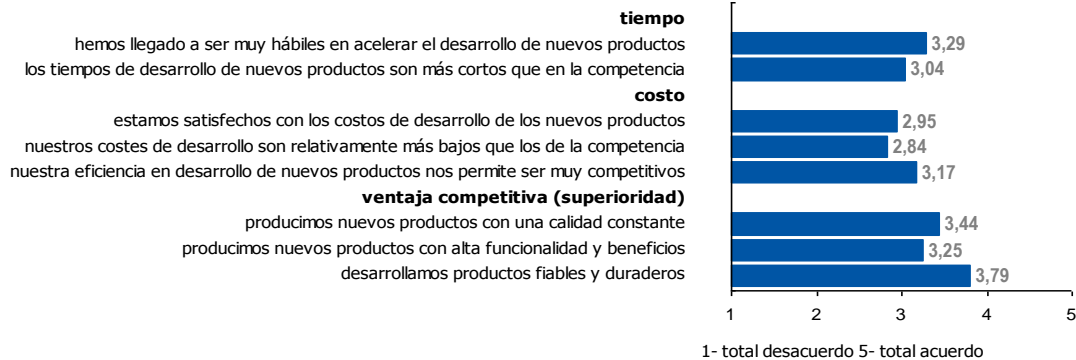 tiempo
hemos llegado a ser muy hábiles en acelerar el desarrollo de nuevos productos 3,29
los tiempos de desarrollo de nuevos productos son más cortos que en la competencia 3,04
costo
estamos satisfechos con los costos de desarrollo de los nuevos productos 2,95
nuestros costes de desarrollo son relativamente más bajos que los de la competencia 2,84
nuestra eficiencia en desarrollo de nuevos productos nos permite ser muy competitivos 3,17
ventaja competitiva (superioridad)
producimos nuevos productos con una calidad constante 3,44
producimos nuevos productos con alta funcionalidad y beneficios 3,25
desarrollamos productos fiables y duraderos 3,79
1 2 3 4 5
1- total desacuerdo 5- total acuerdo